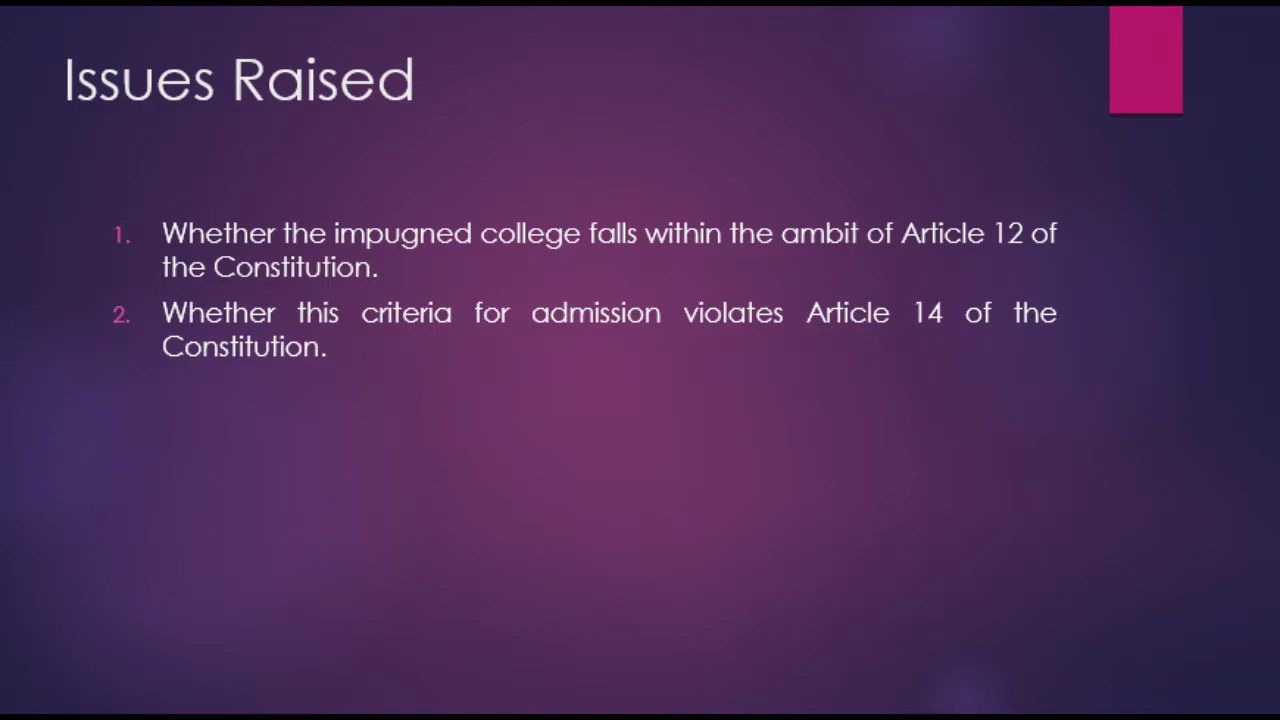 Issues Raised
1. Whether the impugned college falls within the ambit of Article 12 of
the Constitution.
2. Whether this criteria for admission violates Article 14 of the
Constitution.